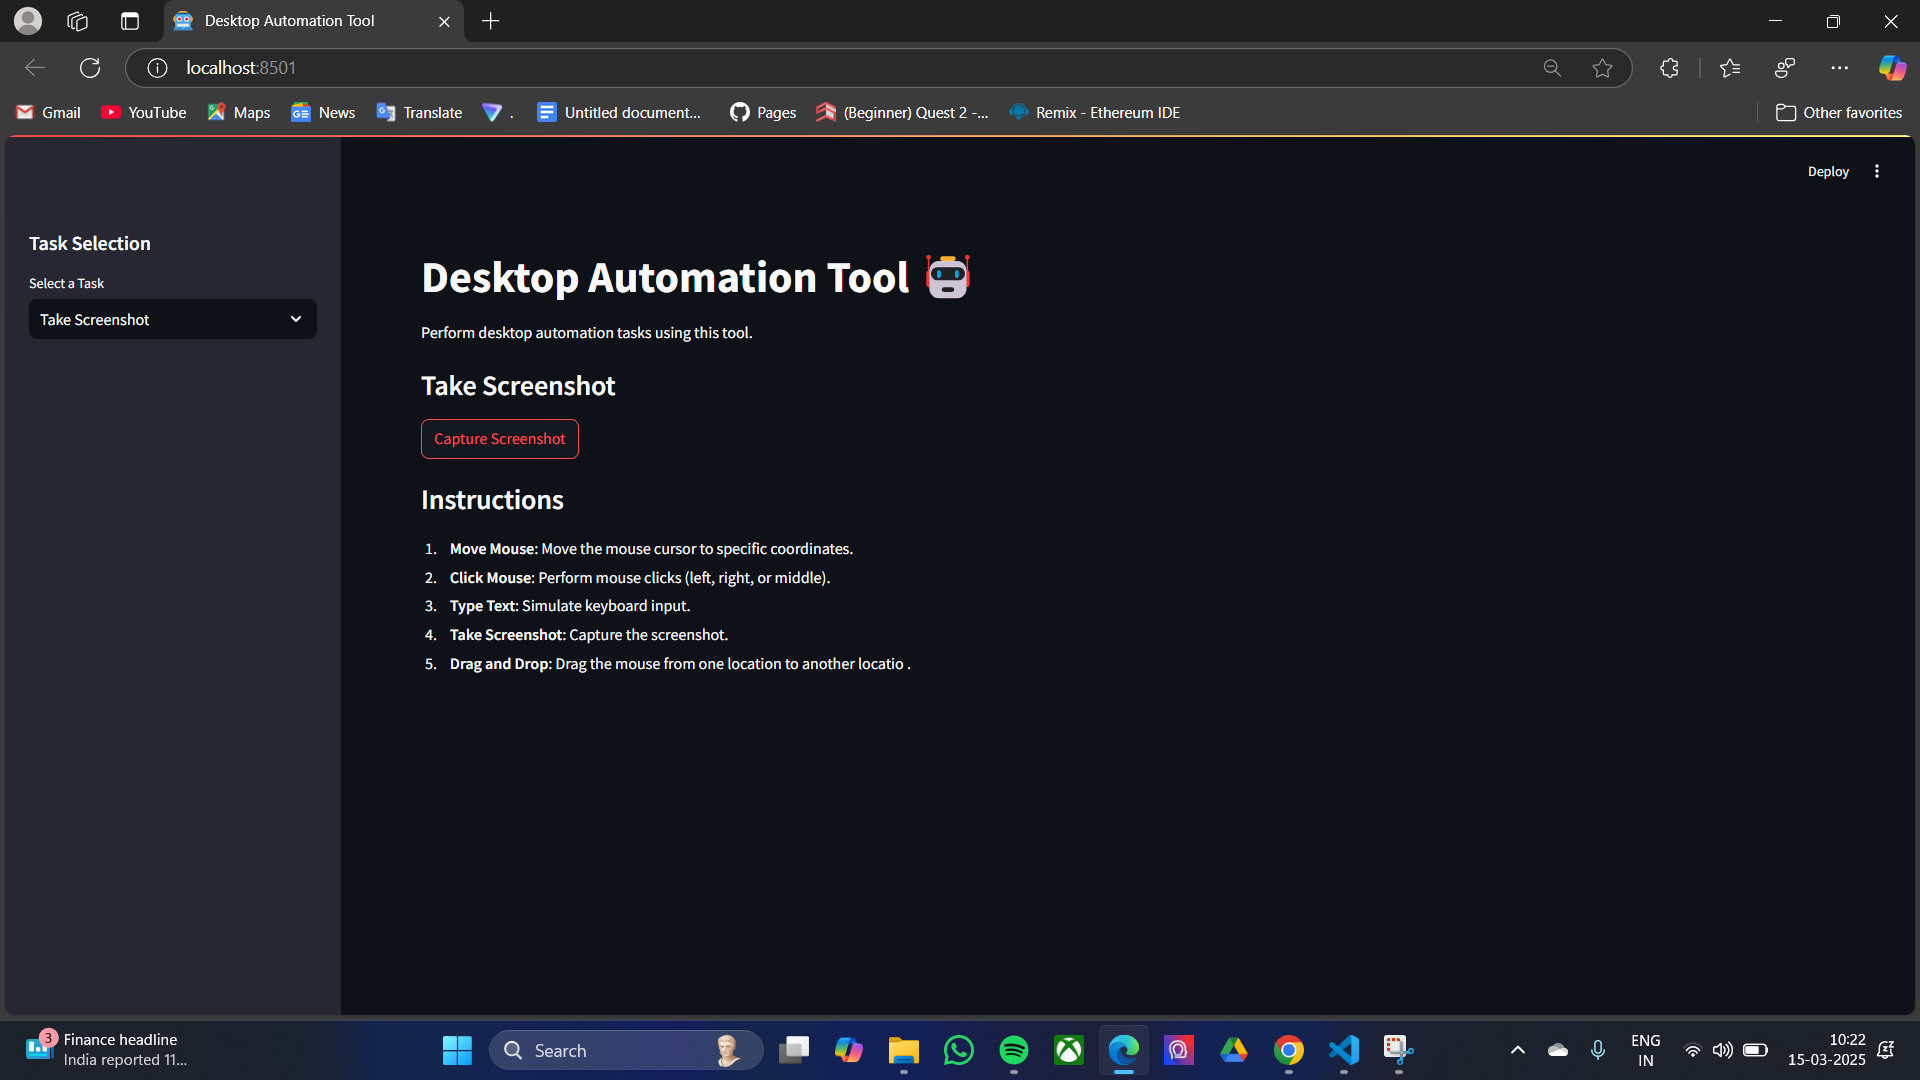 Desktop Automation Tool
localhost:8501
Gmail
YouTube
Maps
News
Translate
.
Untitled document...
Pages
(Beginner) Quest 2 -...
Remix - Ethereum IDE
Other favorites
Deploy
Task Selection
Select a Task
Take Screenshot
Desktop Automation Tool
Perform desktop automation tasks using this tool.
Take Screenshot
Capture Screenshot
Instructions
1. Move Mouse: Move the mouse cursor to specific coordinates.
2. Click Mouse: Perform mouse clicks (left, right, or middle).
3. Type Text: Simulate keyboard input.
4. Take Screenshot: Capture the screenshot.
5. Drag and Drop: Drag the mouse from one location to another locatio .
3
Finance headline
India reported 11...
Search
ENG
IN
10:22
15-03-2025